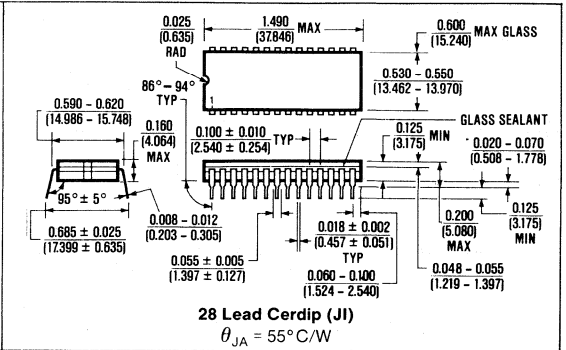 0.025
(0.635)
RAD
1.490
(37.846)
MAX
0.600
(15.240)
MAX GLASS
0.530 - 0.550
(13.462 - 13.970)
1
86° - 94°
TYP
0.590 - 0.620
(14.986 - 15.748)
0.160
(4.064)
MAX
0.100 ± 0.010
(2.540 ± 0.254)
TYP
GLASS SEALANT
0.125
(3.175)
MIN
0.020 - 0.070
(0.508 - 1.778)
95° ± 5°
0.008 - 0.012
(0.203 - 0.305)
0.685 ± 0.025
(17.399 ± 0.635)
0.018 ± 0.002
(0.457 ± 0.051)
TYP
0.200
(5.080)
MAX
0.125
(3.175)
MIN
0.055 ± 0.005
(1.397 ± 0.127)
0.060 - 0.100
(1.524 - 2.540)
0.048 - 0.055
(1.219 - 1.397)
28 Lead Cerdip (JI)
θJA = 55°C/W